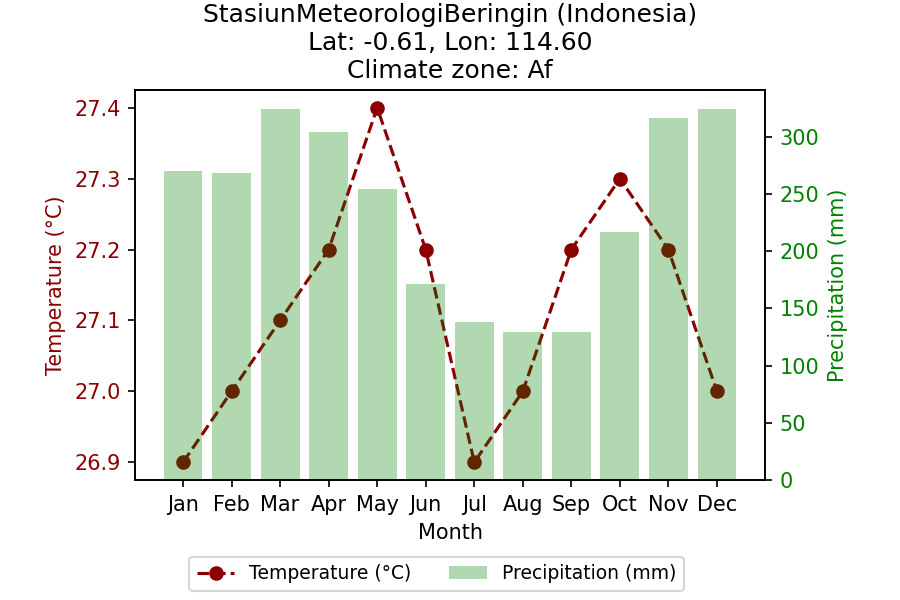 StasiunMeteorologiBeringin (Indonesia)
Lat: -0.61, Lon: 114.60
Climate zone: Af
27.4
27.3
27.2
27.1
27.0
26.9
Temperature (°C)
300
250
200
150
100
50
0
Precipitation (mm)
Jan Feb Mar Apr May Jun Jul Aug Sep Oct Nov Dec
Month
Temperature (°C) Precipitation (mm)